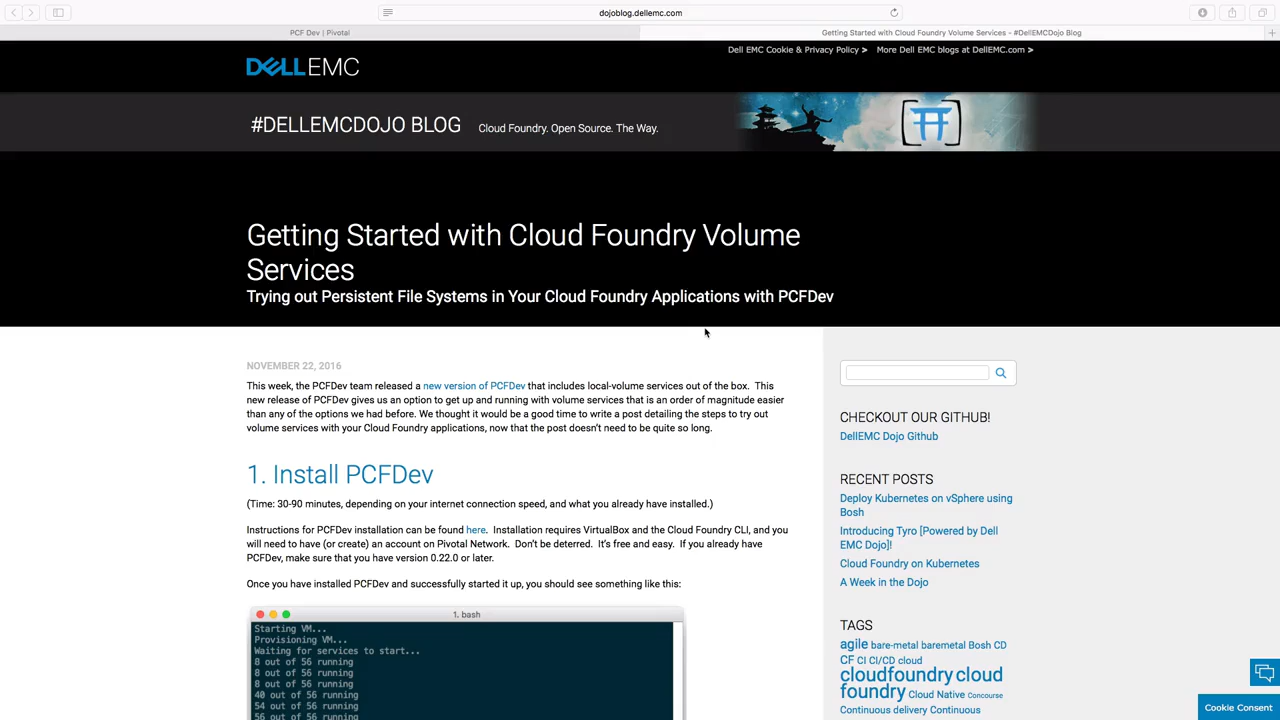 dojoblog.dellemc.com
PCF Dev | Pivotal
Getting Started with Cloud Foundry Volume Services - #DellEMCDojo Blog
Dell EMC Cookie & Privacy Policy >
More Dell EMC blogs at DellEMC.com >
DELLEMC
#DELLEMCDOJO BLOG
Cloud Foundry. Open Source. The Way.
Getting Started with Cloud Foundry Volume
Services
Trying out Persistent File Systems in Your Cloud Foundry Applications with PCFDev
NOVEMBER 22, 2016
This week, the PCFDev team released a new version of PCFDev that includes local-volume services out of the box.  This
new release of PCFDev gives us an option to get up and running with volume services that is an order of magnitude easier
than any of the options we had before. We thought it would be a good time to write a post detailing the steps to try out
volume services with your Cloud Foundry applications, now that the post doesn't need to be quite so long.
1. Install PCFDev
(Time: 30-90 minutes, depending on your internet connection speed, and what you already have installed.)
Instructions for PCFDev installation can be found here.  Installation requires VirtualBox and the Cloud Foundry CLI, and you
will need to have (or create) an account on Pivotal Network.  Don't be deterred.  It's free and easy.  If you already have
PCFDev, make sure that you have version 0.22.0 or later.
Once you have installed PCFDev and successfully started it up, you should see something like this:
1. bash
Starting VM...
Provisioning VM...
Waiting for services to start...
8 out of 56 running
8 out of 56 running
8 out of 56 running
40 out of 56 running
54 out of 56 running
56 out of 56 running
CHECKOUT OUR GITHUB!
DellEMC Dojo Github
RECENT POSTS
Deploy Kubernetes on vSphere using
Bosh
Introducing Tyro [Powered by Dell
EMC Dojo]!
Cloud Foundry on Kubernetes
A Week in the Dojo
TAGS
agile bare-metal baremetal Bosh CD
CF CI CI/CD cloud
cloudfoundry cloud
foundry Cloud Native Concourse
Continuous delivery Continuous
Cookie Consent